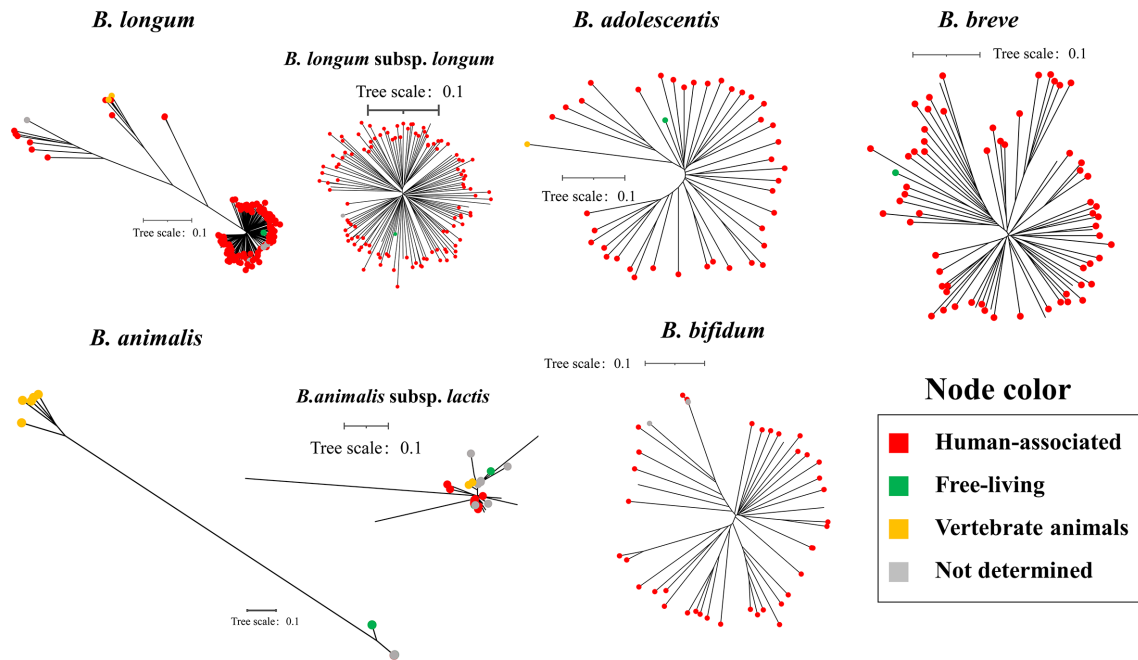 B. longum
B. longum subsp. longum
Tree scale: 0.1
Tree scale: 0.1
B. adolescentis
Tree scale: 0.1
B. breve
Tree scale: 0.1
B. animalis
Tree scale: 0.1
B.animalis subsp. lactis
Tree scale: 0.1
B. bifidum
Tree scale: 0.1
Node color
Human-associated
Free-living
Vertebrate animals
Not determined